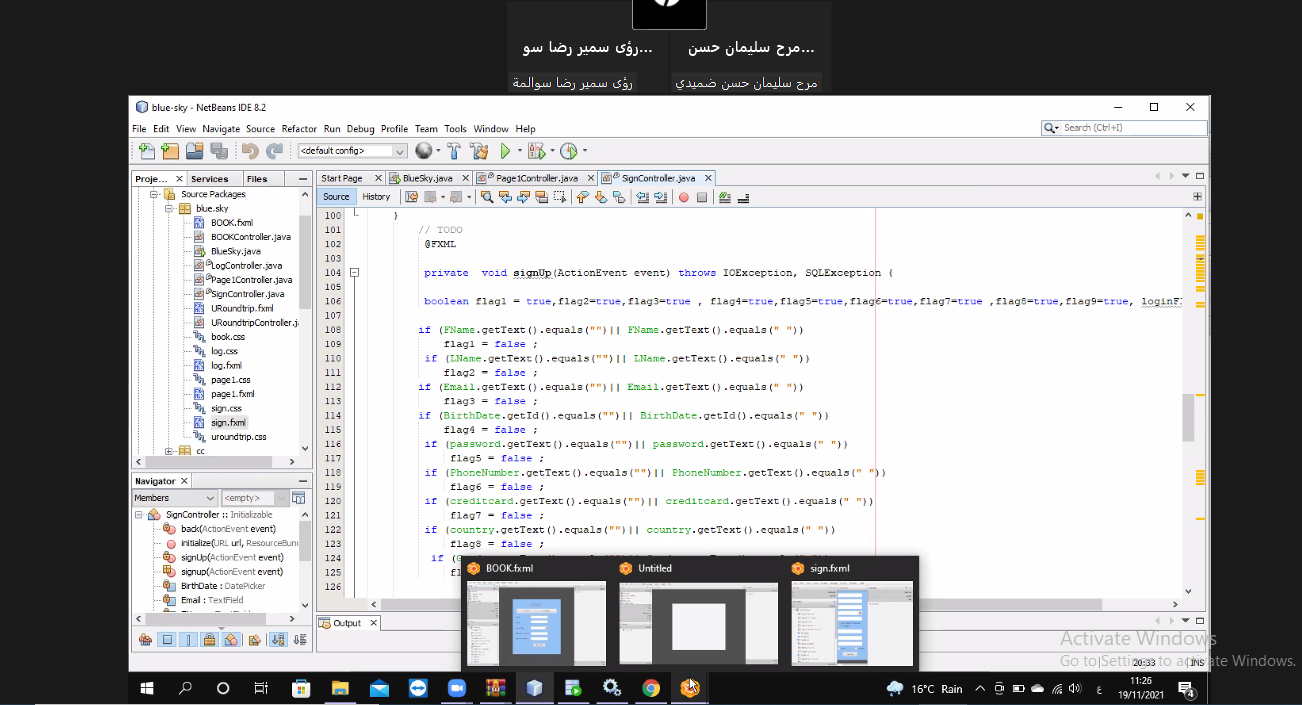 رؤى سمير رضا سو...
مرح سليمان حسن...
رؤى سمير رضا سوالمة
مرح سليمان حسن ضميدي
blue-sky - NetBeans IDE 8.2
File Edit View Navigate Source Refactor Run Debug Profile Team Tools Window Help
Search (Ctrl+I)
<default config>
Proje... Services Files
Start Page BlueSky.java Page1Controller.java SignController.java
Source History
Source Packages
blue.sky
BOOK.fxml
BOOKController.java
BlueSky.java
LogController.java
Page1Controller.java
SignController.java
URoundtrip.fxml
URoundtripController.j
book.css
log.css
log.fxml
page1.css
page1.fxml
sign.css
sign.fxml
uroundtrip.css
cc
100 }
101 // TODO
102 @FXML
103
104 private void signUp(ActionEvent event) throws IOException, SQLException {
105
106 boolean flag1 = true,flag2=true,flag3=true , flag4=true,flag5=true,flag6=true,flag7=true ,flag8=true,flag9=true, loginF
107
108 if (FName.getText().equals("")|| FName.getText().equals(" "))
109 flag1 = false ;
110 if (LName.getText().equals("")|| LName.getText().equals(" "))
111 flag2 = false ;
112 if (Email.getText().equals("")|| Email.getText().equals(" "))
113 flag3 = false ;
114 if (BirthDate.getId().equals("")|| BirthDate.getId().equals(" "))
115 flag4 = false ;
116 if (password.getText().equals("")|| password.getText().equals(" "))
117 flag5 = false ;
118 if (PhoneNumber.getText().equals("")|| PhoneNumber.getText().equals(" "))
119 flag6 = false ;
120 if (creditcard.getText().equals("")|| creditcard.getText().equals(" "))
121 flag7 = false ;
122 if (country.getText().equals("")|| country.getText().equals(" "))
123 flag8 = false ;
124 if (G
125 fl
126
Navigator
Members <empty>
SignController :: Initializable
back(ActionEvent event)
initialize(URL url, ResourceBun
signUp(ActionEvent event)
signup(ActionEvent event)
BirthDate : DatePicker
Email : TextField
BOOK.fxml Untitled sign.fxml
Output
Activate Windows
Go to Settings to activate Windows.
20:33 INS
16°C Rain
ع
11:26
19/11/2021
4